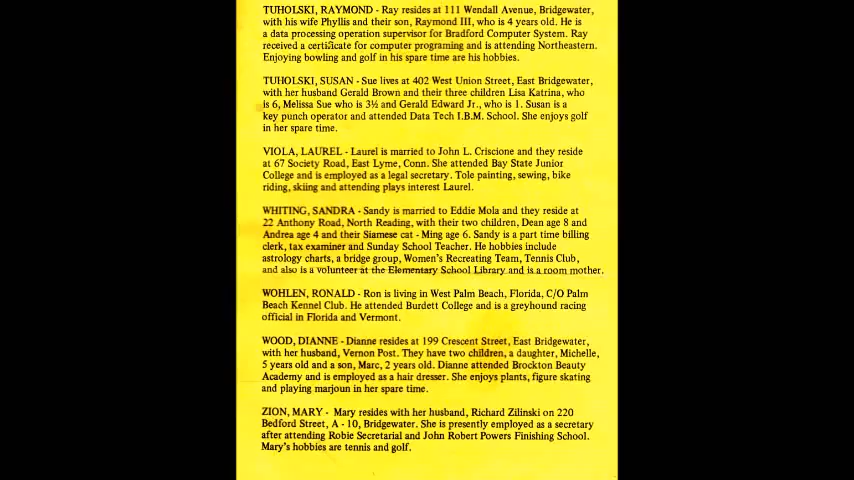 TUHOLSKI, RAYMOND - Ray resides at 111 Wendall Avenue, Bridgewater,
with his wife Phyllis and their son, Raymond III, who is 4 years old. He is
a data processing operation supervisor for Bradford Computer System. Ray
received a certificate for computer programing and is attending Northeastern.
Enjoying bowling and golf in his spare time are his hobbies.
TUHOLSKI, SUSAN - Sue lives at 402 West Union Street, East Bridgewater,
with her husband Gerald Brown and their three children Lisa Katrina, who
is 6, Melissa Sue who is 3½ and Gerald Edward Jr., who is 1. Susan is a
key punch operator and attended Data Tech I.B.M. School. She enjoys golf
in her spare time.
VIOLA, LAUREL - Laurel is married to John L. Criscione and they reside
at 67 Society Road, East Lyme, Conn. She attended Bay State Junior
College and is employed as a legal secretary. Tole painting, sewing, bike
riding, skiing and attending plays interest Laurel.
WHITING, SANDRA - Sandy is married to Eddie Mola and they reside at
22 Anthony Road, North Reading, with their two children, Dean age 8 and
Andrea age 4 and their Siamese cat - Ming age 6. Sandy is a part time billing
clerk, tax examiner and Sunday School Teacher. He hobbies include
astrology charts, a bridge group, Women's Recreating Team, Tennis Club,
and also is a volunteer at the Elementary School Library and is a room mother.
WOHLEN, RONALD - Ron is living in West Palm Beach, Florida, C/O Palm
Beach Kennel Club. He attended Burdett College and is a greyhound racing
official in Florida and Vermont.
WOOD, DIANNE - Dianne resides at 199 Crescent Street, East Bridgewater,
with her husband, Vernon Post. They have two children, a daughter, Michelle,
5 years old and a son, Marc, 2 years old. Dianne attended Brockton Beauty
Academy and is employed as a hair dresser. She enjoys plants, figure skating
and playing marjoun in her spare time.
ZION, MARY - Mary resides with her husband, Richard Zilinski on 220
Bedford Street, A - 10, Bridgewater. She is presently employed as a secretary
after attending Robie Secretarial and John Robert Powers Finishing School.
Mary's hobbies are tennis and golf.